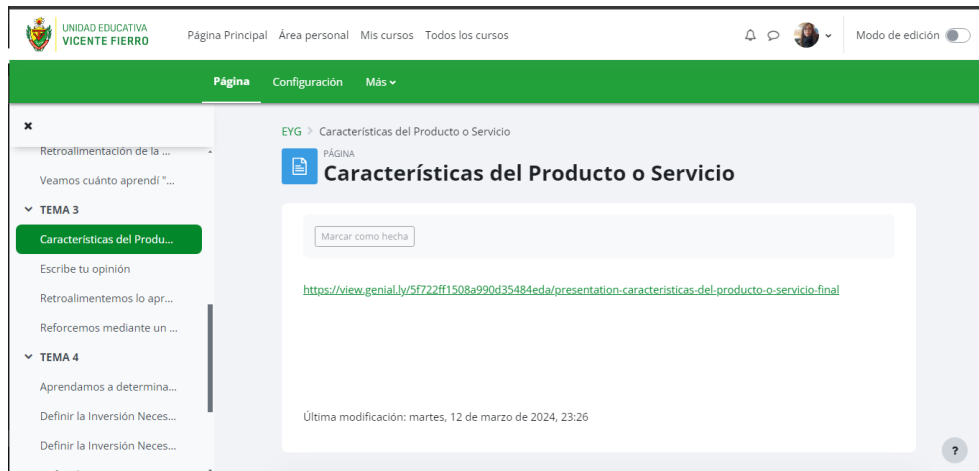 UNIDAD EDUCATIVA
VICENTE FIERRO
Página Principal Área personal Mis cursos Todos los cursos
Modo de edición
Página Configuración Más
EYG > Características del Producto o Servicio
PÁGINA
Características del Producto o Servicio
Retroalimentación de la ...
Veamos cuánto aprendí "...
TEMA 3
Características del Produ...
Escribe tu opinión
Retroalimentemos lo apr...
Reforcemos mediante un ...
TEMA 4
Aprendamos a determina...
Definir la Inversión Neces...
Definir la Inversión Neces...
Marcar como hecha
https://view.genial.ly/5f722ff1508a990d35484eda/presentation-caracteristicas-del-producto-o-servicio-final
Última modificación: martes, 12 de marzo de 2024, 23:26
?